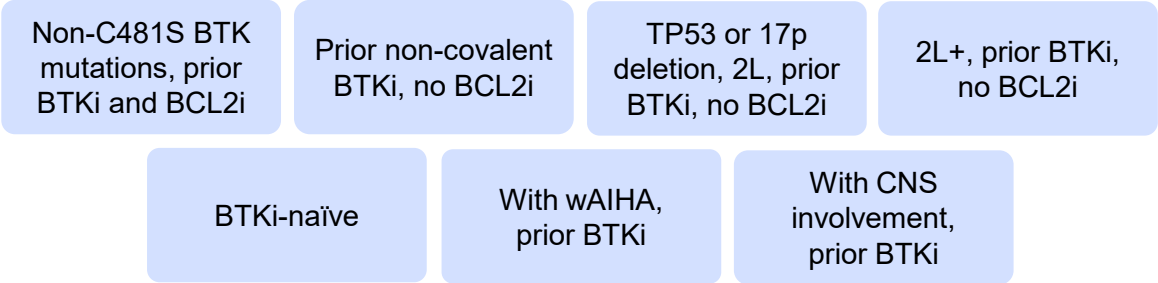 Non-C481S BTK
mutations, prior
BTKi and BCL2i
Prior non-covalent
BTKi, no BCL2i
TP53 or 17p
deletion, 2L, prior
BTKi, no BCL2i
2L+, prior BTKi,
no BCL2i
BTKi-naïve
With wAIHA,
prior BTKi
With CNS
involvement,
prior BTKi